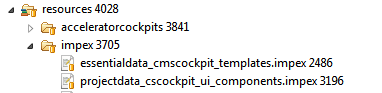 resources 4028
acceleratorcockpits 3841
impex 3705
essentialdata_cmscockpit_templates.impex 2486
projectdata_cscockpit_ui_components.impex 3196